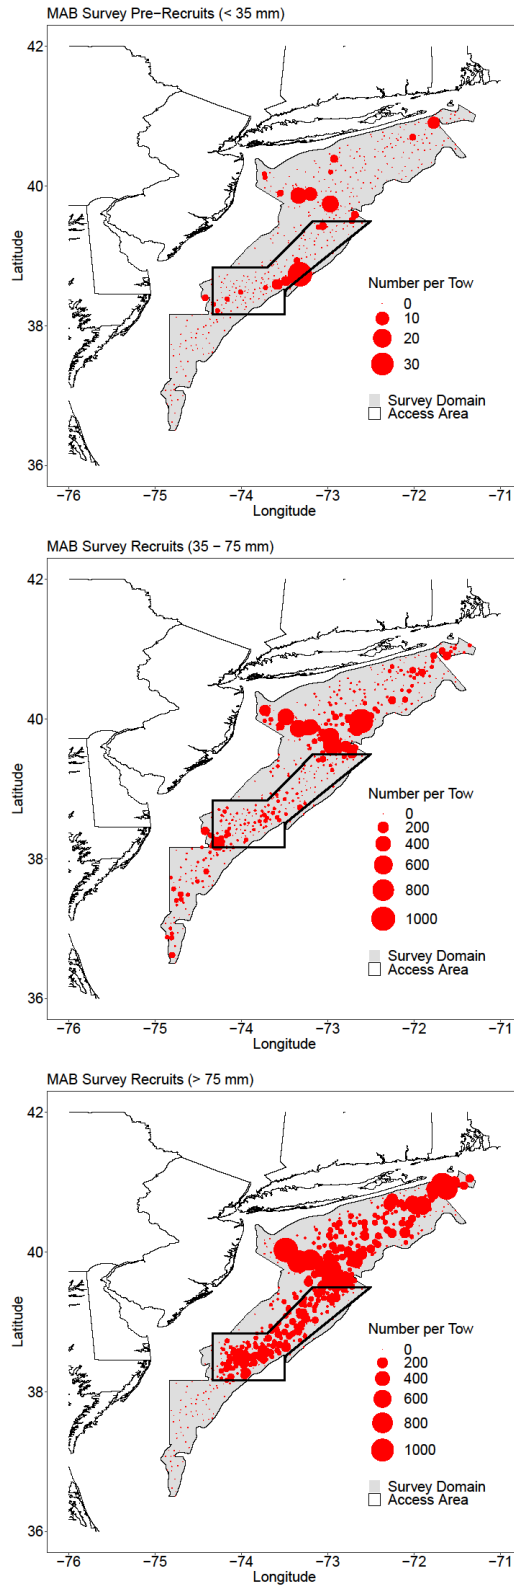 MAB Survey Pre−Recruits (< 35 mm)
42
40
38
36
Latitude
Number per Tow
0
10
20
30
Survey Domain
Access Area
−76 −75 −74 −73 −72 −71
Longitude
MAB Survey Recruits (35 − 75 mm)
42
40
38
36
Latitude
Number per Tow
0
200
400
600
800
1000
Survey Domain
Access Area
−76 −75 −74 −73 −72 −71
Longitude
MAB Survey Recruits (> 75 mm)
42
40
38
36
Latitude
Number per Tow
0
200
400
600
800
1000
Survey Domain
Access Area
−76 −75 −74 −73 −72 −71
Longitude